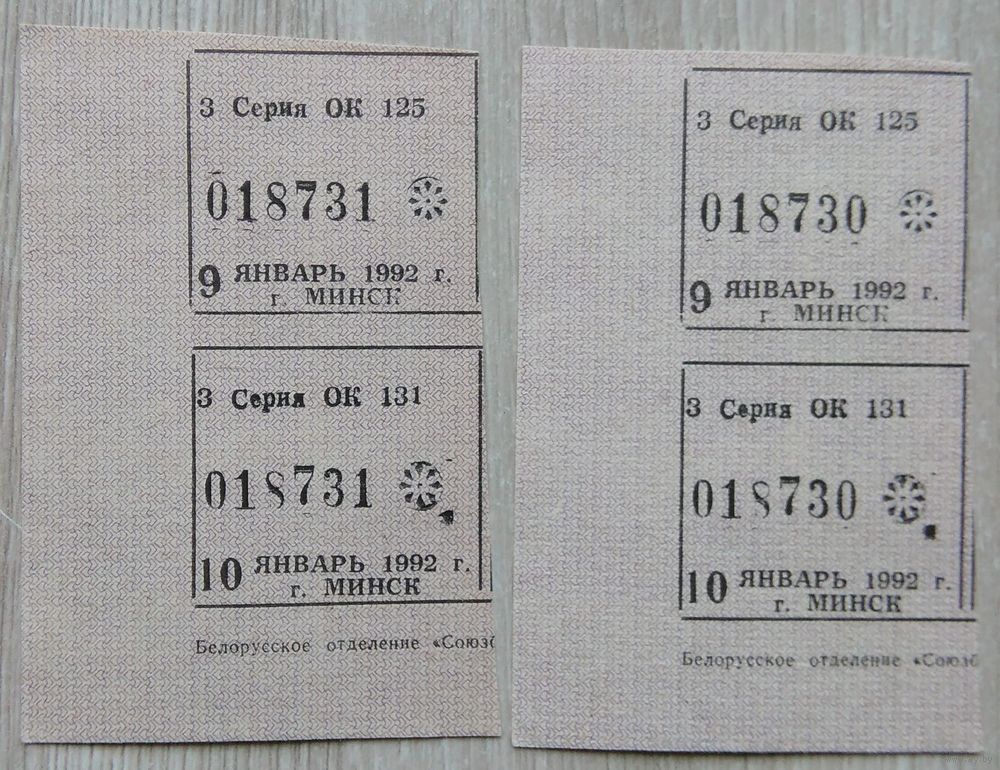 3 Серия ОК 125
018731
9 ЯНВАРЬ 1992 г.
г. МИНСК
3 Серия ОК 131
018731
10 ЯНВАРЬ 1992 г.
г. МИНСК
Белорусское отделение «Союзб
3 Серия ОК 125
018730
9 ЯНВАРЬ 1992 г.
г. МИНСК
3 Серия ОК 131
018730
10 ЯНВАРЬ 1992 г.
г. МИНСК
Белорусское отделение «Союзб